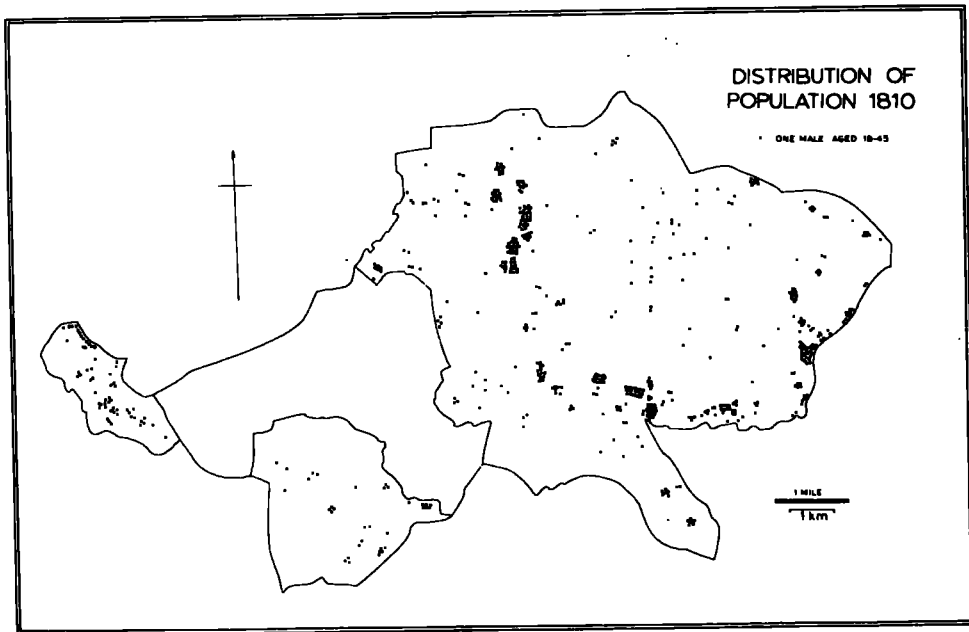 DISTRIBUTION OF
POPULATION 1810
ONE MALE AGED 18-45
1 MILE
1 km